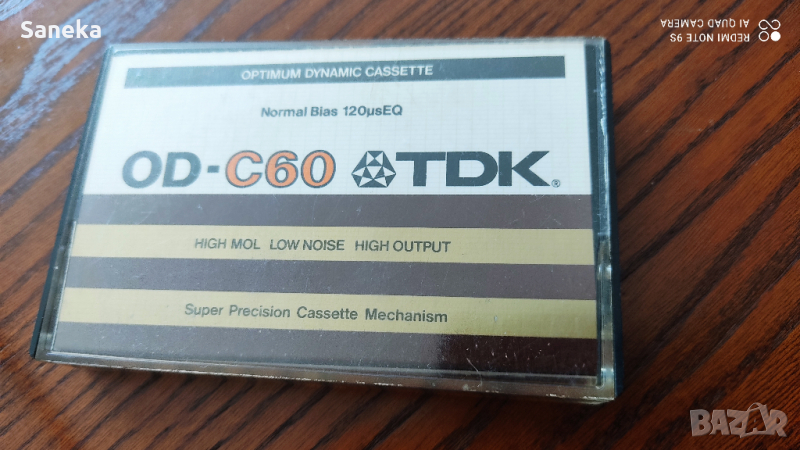 Saneka
REDMI NOTE 9S
AI QUAD CAMERA
OPTIMUM DYNAMIC CASSETTE
Normal Bias 120μsEQ
OD-C60 TDK®
HIGH MOL LOW NOISE HIGH OUTPUT
Super Precision Cassette Mechanism
BAZAR